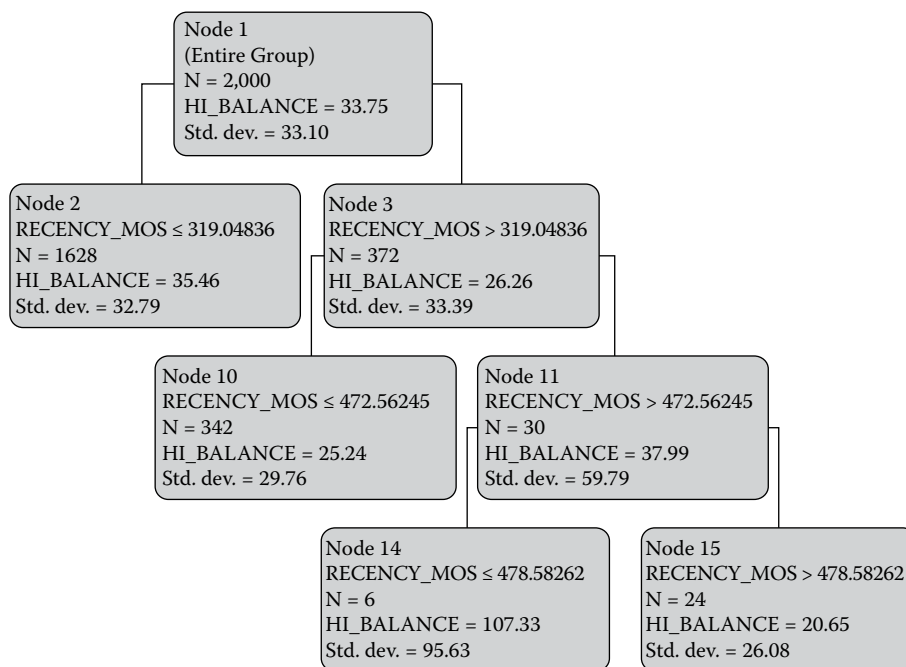 Node 1
(Entire Group)
N = 2,000
HI_BALANCE = 33.75
Std. dev. = 33.10
Node 2
RECENCY_MOS ≤ 319.04836
N = 1628
HI_BALANCE = 35.46
Std. dev. = 32.79
Node 3
RECENCY_MOS > 319.04836
N = 372
HI_BALANCE = 26.26
Std. dev. = 33.39
Node 10
RECENCY_MOS ≤ 472.56245
N = 342
HI_BALANCE = 25.24
Std. dev. = 29.76
Node 11
RECENCY_MOS > 472.56245
N = 30
HI_BALANCE = 37.99
Std. dev. = 59.79
Node 14
RECENCY_MOS ≤ 478.58262
N = 6
HI_BALANCE = 107.33
Std. dev. = 95.63
Node 15
RECENCY_MOS > 478.58262
N = 24
HI_BALANCE = 20.65
Std. dev. = 26.08